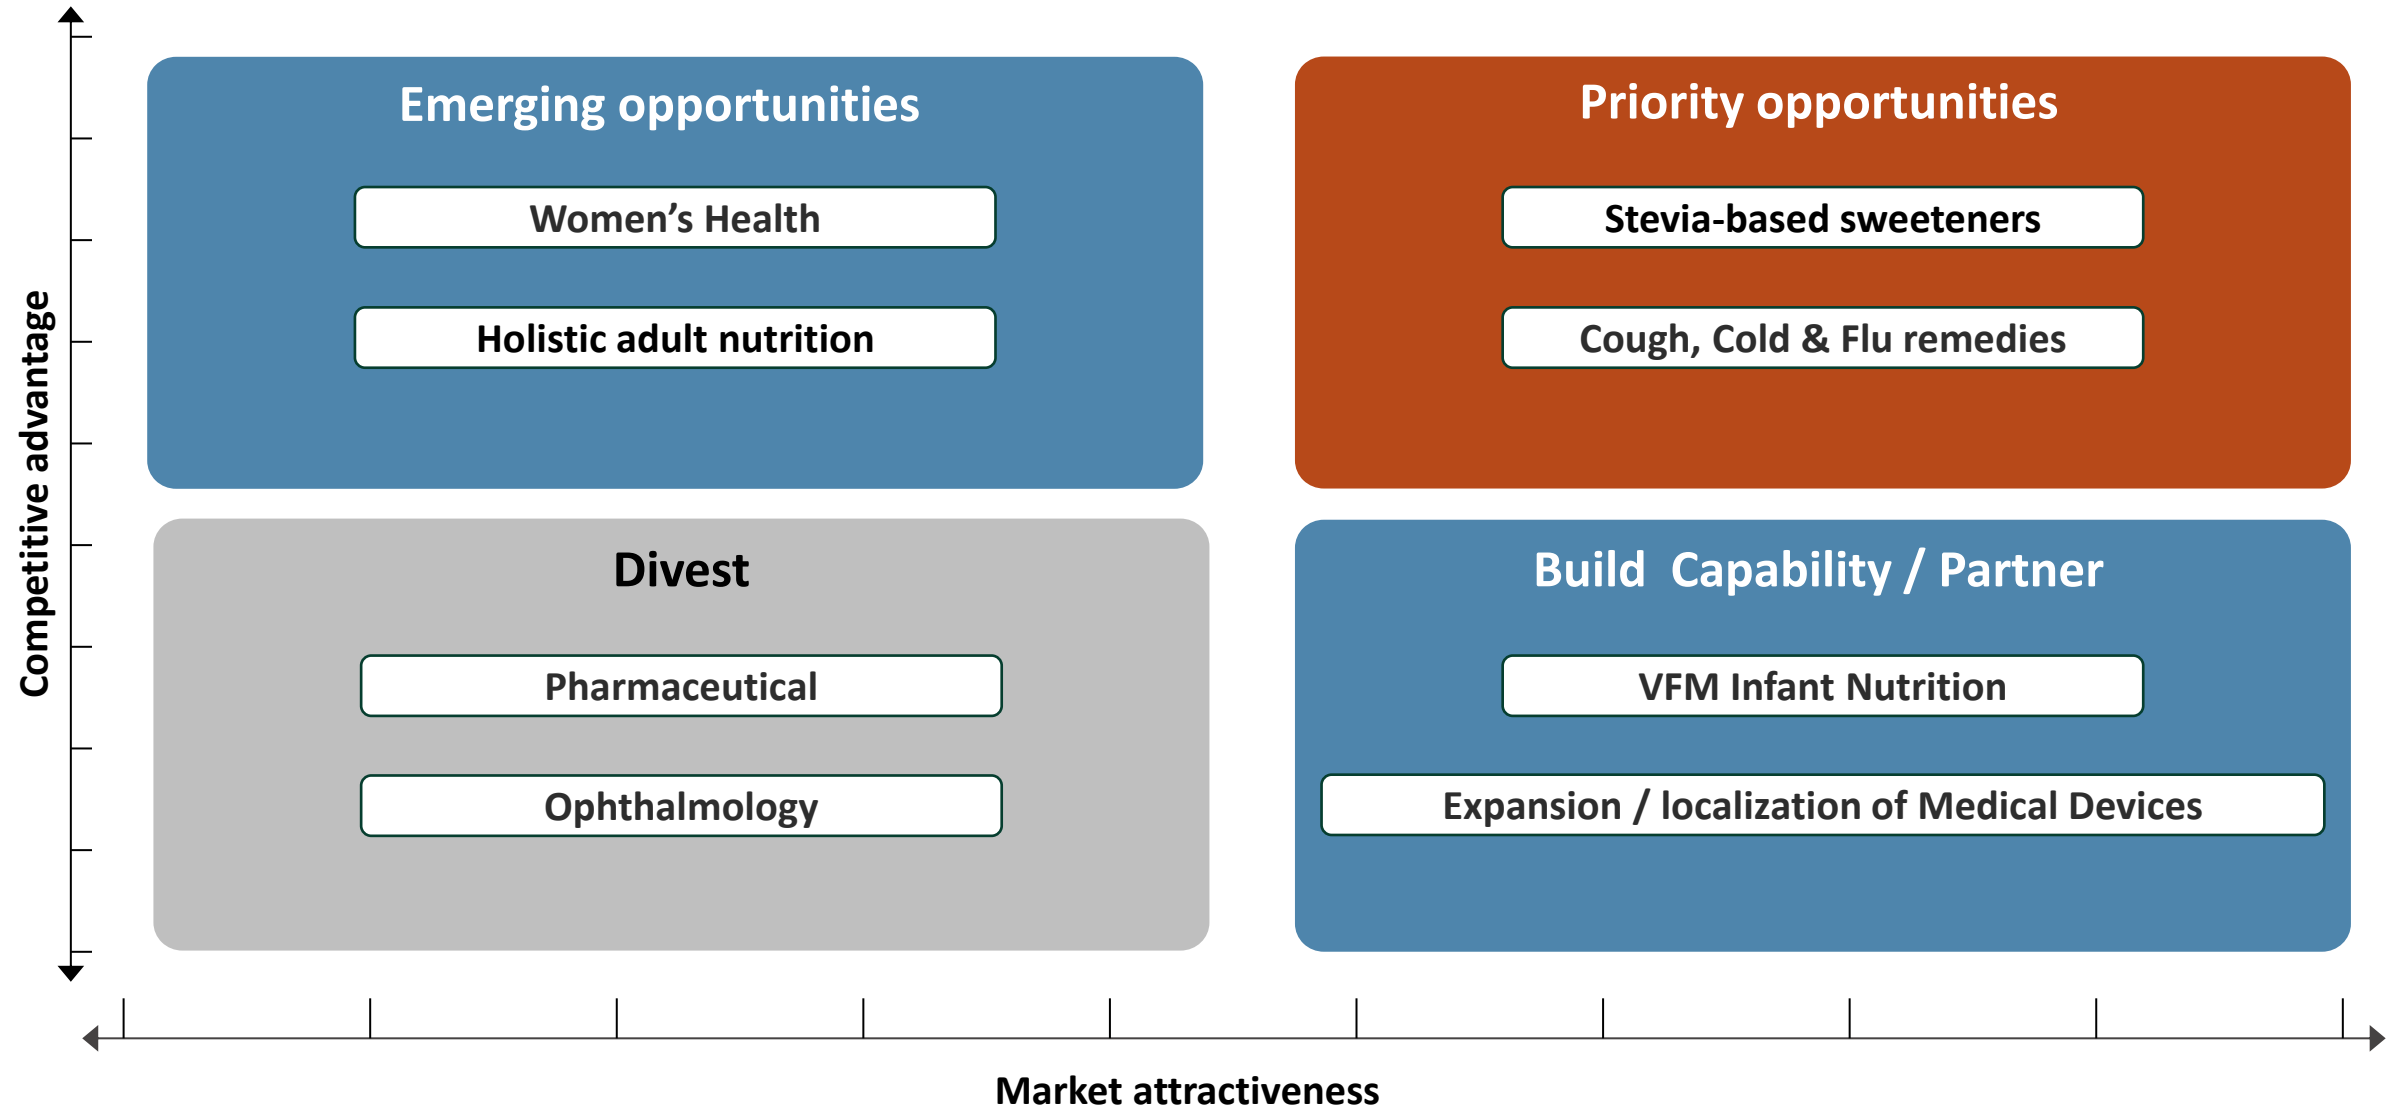 Emerging opportunities
Women’s Health
Holistic adult nutrition
Priority opportunities
Stevia-based sweeteners
Cough, Cold & Flu remedies
Competitive advantage
Divest
Pharmaceutical
Ophthalmology
Build  Capability / Partner
VFM Infant Nutrition
Expansion / localization of Medical Devices
Market attractiveness